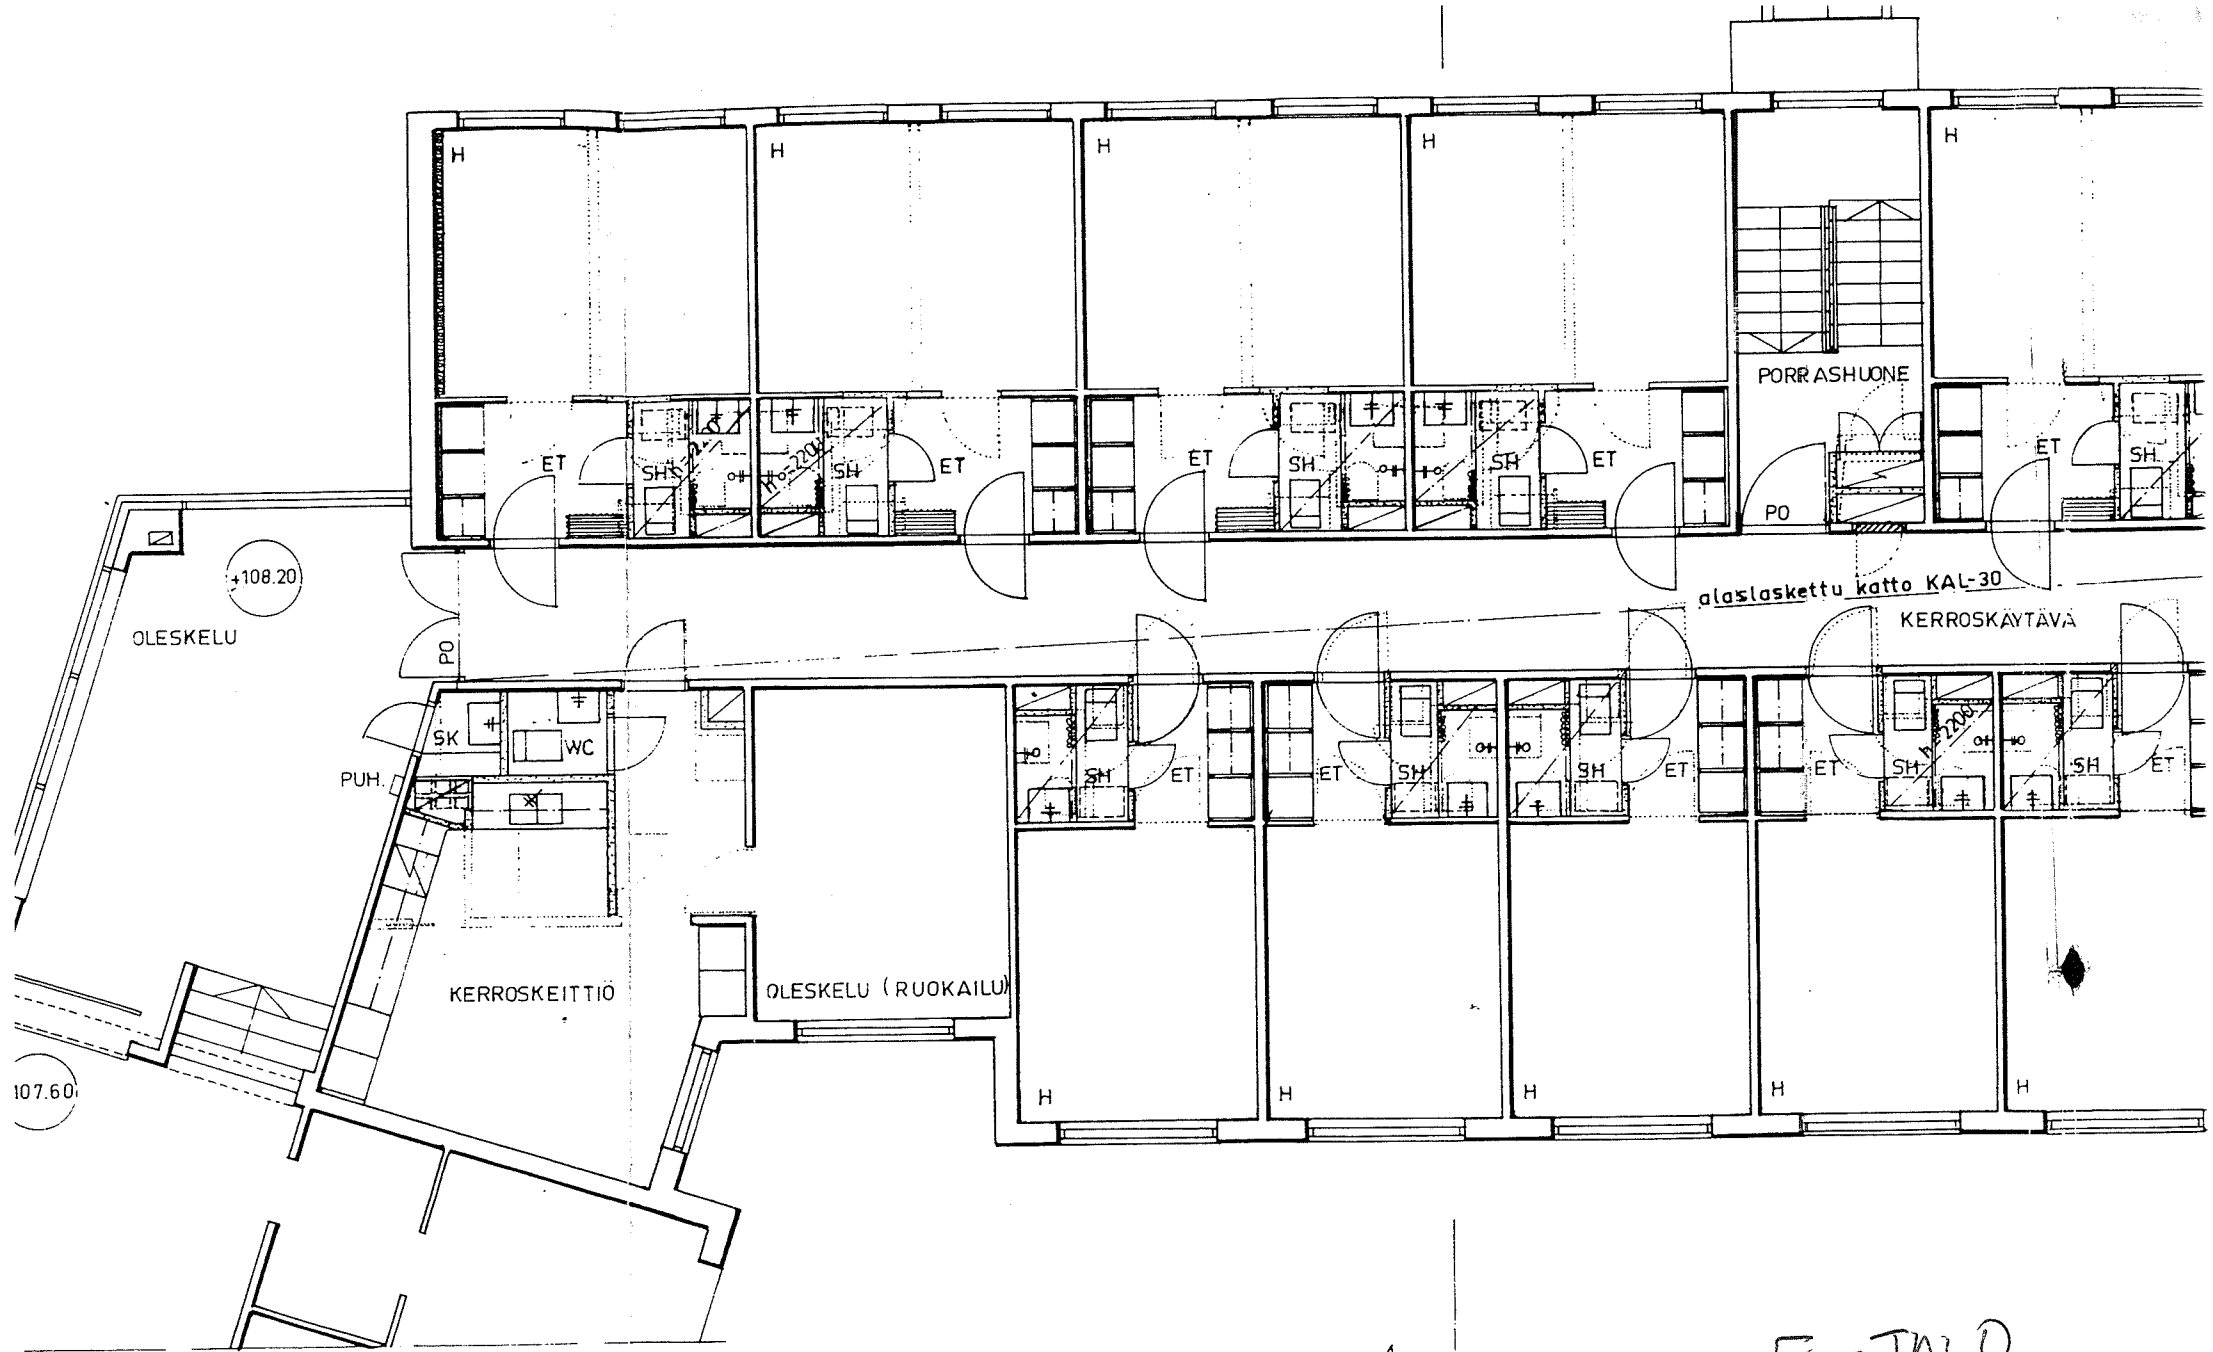 H
H
H
H
H
PORRASHUONE
ET
SH
h=2200
h=2200
SH
ET
ET
SH
SH
ET
ET
SH
PO
+108.20
OLESKELU
alaslaskettu katto KAL-30
KERROSKÄYTÄVÄ
PO
SK
WC
PUH.
SH
ET
ET
SH
SH
ET
ET
SH
h=2200
SH
ET
KERROSKEITTIÖ
OLESKELU (RUOKAILU)
107.60
H
H
H
H
H